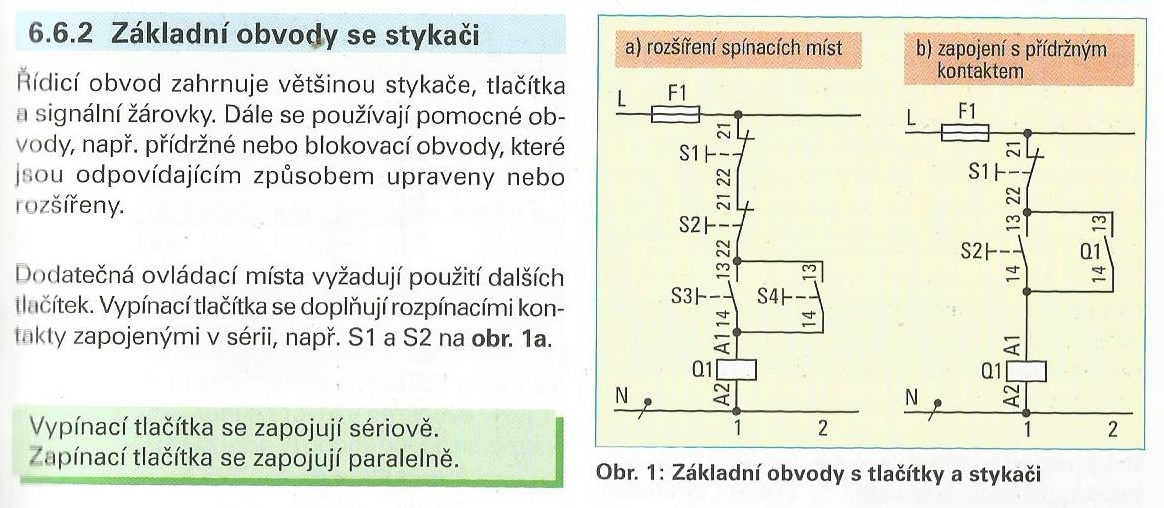 6.6.2 Základní obvody se stykači
Řídicí obvod zahrnuje většinou stykače, tlačítka
a signální žárovky. Dále se používají pomocné ob-
vody, např. přídržné nebo blokovací obvody, které
jsou odpovídajícím způsobem upraveny nebo
rozšířeny.
Dodatečná ovládací místa vyžadují použití dalších
tlačítek. Vypínací tlačítka se doplňují rozpínacími kon-
takty zapojenými v sérii, např. S1 a S2 na obr. 1a.
Vypínací tlačítka se zapojují sériově.
Zapínací tlačítka se zapojují paralelně.
a) rozšíření spínacích míst
L
F1
21
S1
22
21
S2
22
13
13
S3
S4
14
14
A1
Q1
A2
N
1
2
b) zapojení s přídržným
kontaktem
L
F1
21
S1
22
13
13
S2
Q1
14
14
A1
Q1
A2
N
1
2
Obr. 1: Základní obvody s tlačítky a stykači